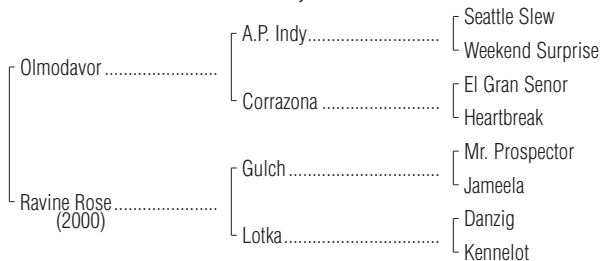 Seattle Slew
A.P. Indy
Weekend Surprise
Olmodavor
El Gran Senor
Corrazona
Heartbreak
Mr. Prospector
Gulch
Jameela
Ravine Rose
(2000)
Danzig
Lotka
Kennelot